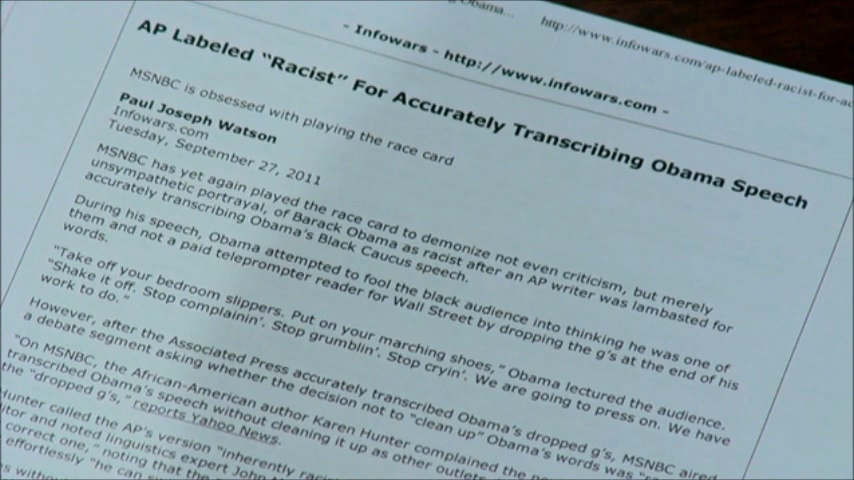 Obama...
http://www.infowars.com/ap-labeled-racist-for-ac
- Infowars - http://www.infowars.com -
AP Labeled “Racist” For Accurately Transcribing Obama Speech
MSNBC is obsessed with playing the race card
Paul Joseph Watson
Infowars.com
Tuesday, September 27, 2011
MSNBC has yet again played the race card to demonize not even criticism, but merely
unsympathetic portrayal, of Barack Obama as racist after an AP writer was lambasted for
accurately transcribing Obama’s Black Caucus speech.
During his speech, Obama attempted to fool the black audience into thinking he was one of
them and not a paid teleprompter reader for Wall Street by dropping the g’s at the end of his
words.
“Take off your bedroom slippers. Put on your marching shoes,” Obama lectured the audience.
“Shake it off. Stop complainin’. Stop grumblin’. Stop cryin’. We are going to press on. We have
work to do.”
However, after the Associated Press accurately transcribed Obama’s dropped g’s, MSNBC aired
a debate segment asking whether the decision not to “clean up” Obama’s words was
“On MSNBC, the African-American author Karen Hunter complained the
transcribed Obama’s speech without cleaning it up as other outlets
the “dropped g’s,” reports Yahoo News.
Hunter called the AP’s version “inherently
and noted linguistics expert John
correct one,” noting that the
effortlessly “he can